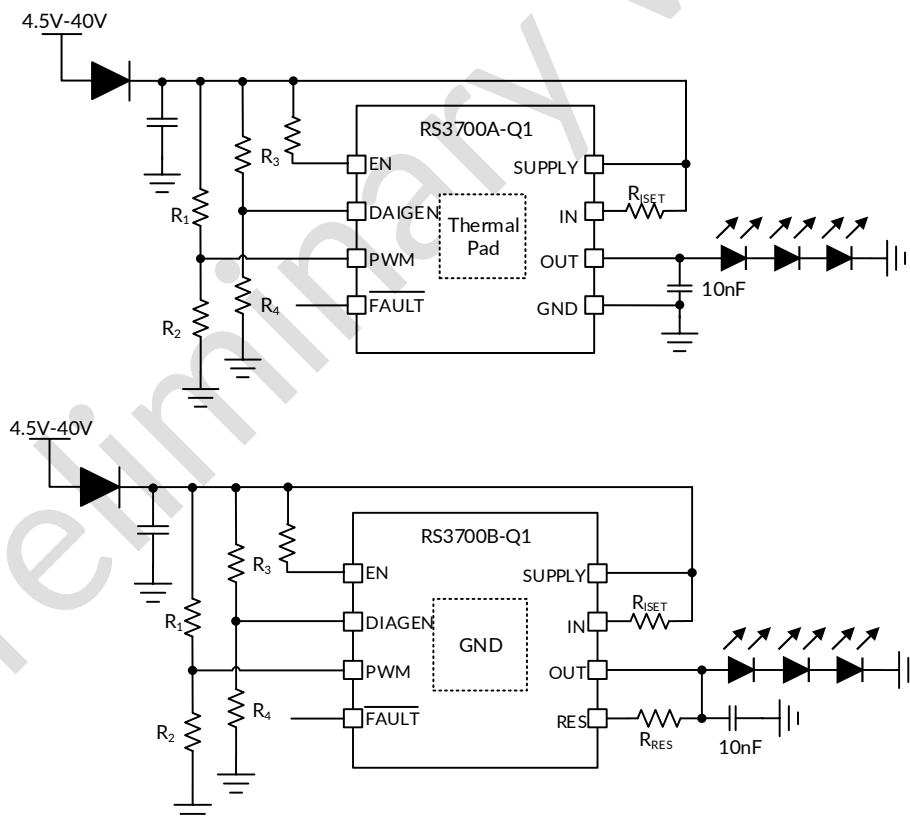 4.5V-40V
RS3700A-Q1
R3
EN
SUPPLY
RISET
R1
DAIGEN
Thermal
Pad
IN
PWM
OUT
R2
R4
FAULT
GND
10nF
4.5V-40V
RS3700B-Q1
R3
EN
SUPPLY
RISET
R1
DIAGEN
GND
IN
PWM
OUT
R2
R4
FAULT
RES
RRES
10nF